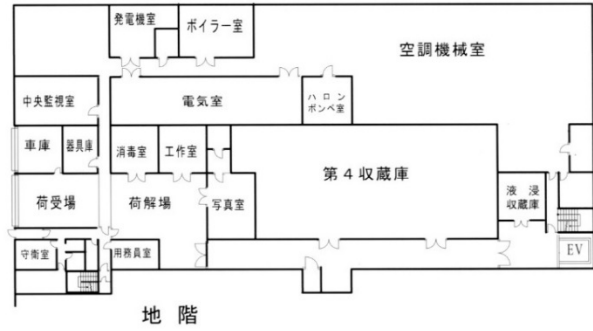 発電機室
ボイラー室
空調機械室
中央監視室
電気室
ハロン
ボンベ室
車庫
器具庫
消毒室
工作室
第4収蔵庫
荷受場
荷解場
写真室
液浸
収蔵庫
守衛室
用務員室
EV
地階